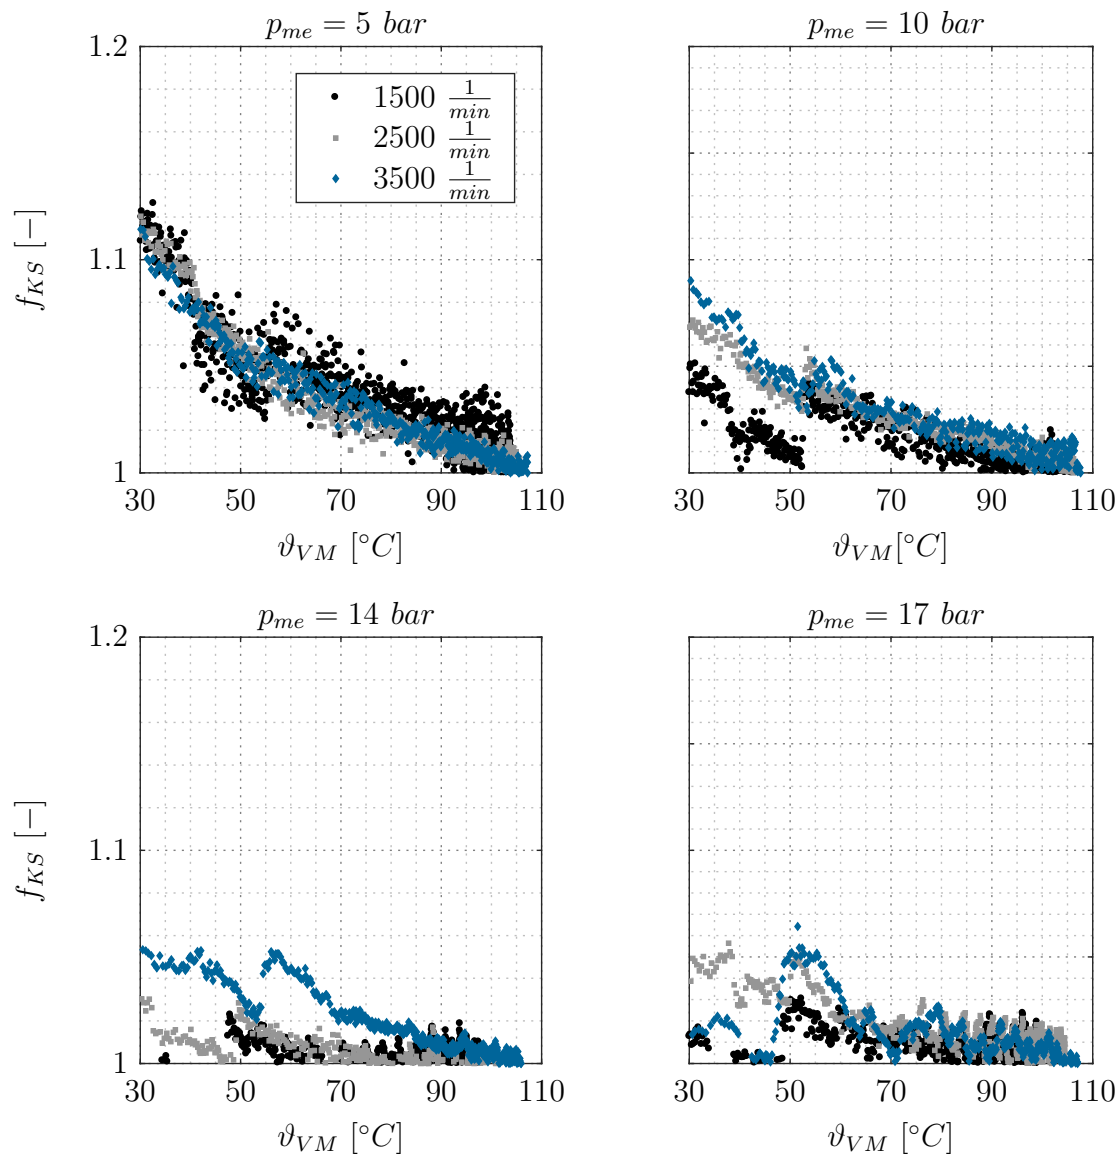 p_me = 5 bar
p_me = 10 bar
1.2
1500 1/min
2500 1/min
3500 1/min
f_KS [−]
1.1
1
30 50 70 90 110
30 50 70 90 110
ϑ_VM [°C]
ϑ_VM[°C]
p_me = 14 bar
p_me = 17 bar
1.2
f_KS [−]
1.1
1
30 50 70 90 110
30 50 70 90 110
ϑ_VM [°C]
ϑ_VM [°C]